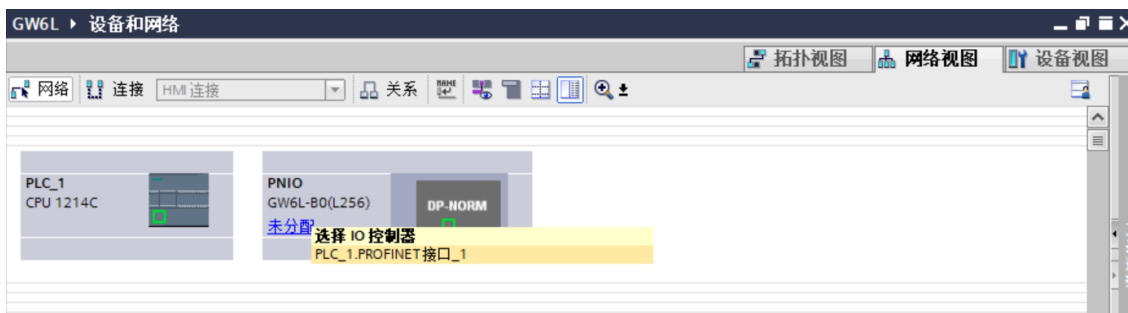 GW6L ▸ 设备和网络
拓扑视图 网络视图 设备视图
网络 连接 HMI 连接 关系
PLC_1
CPU 1214C
PNIO
GW6L-B0(L256)
未分配
DP-NORM
选择 IO 控制器
PLC_1.PROFINET接口_1